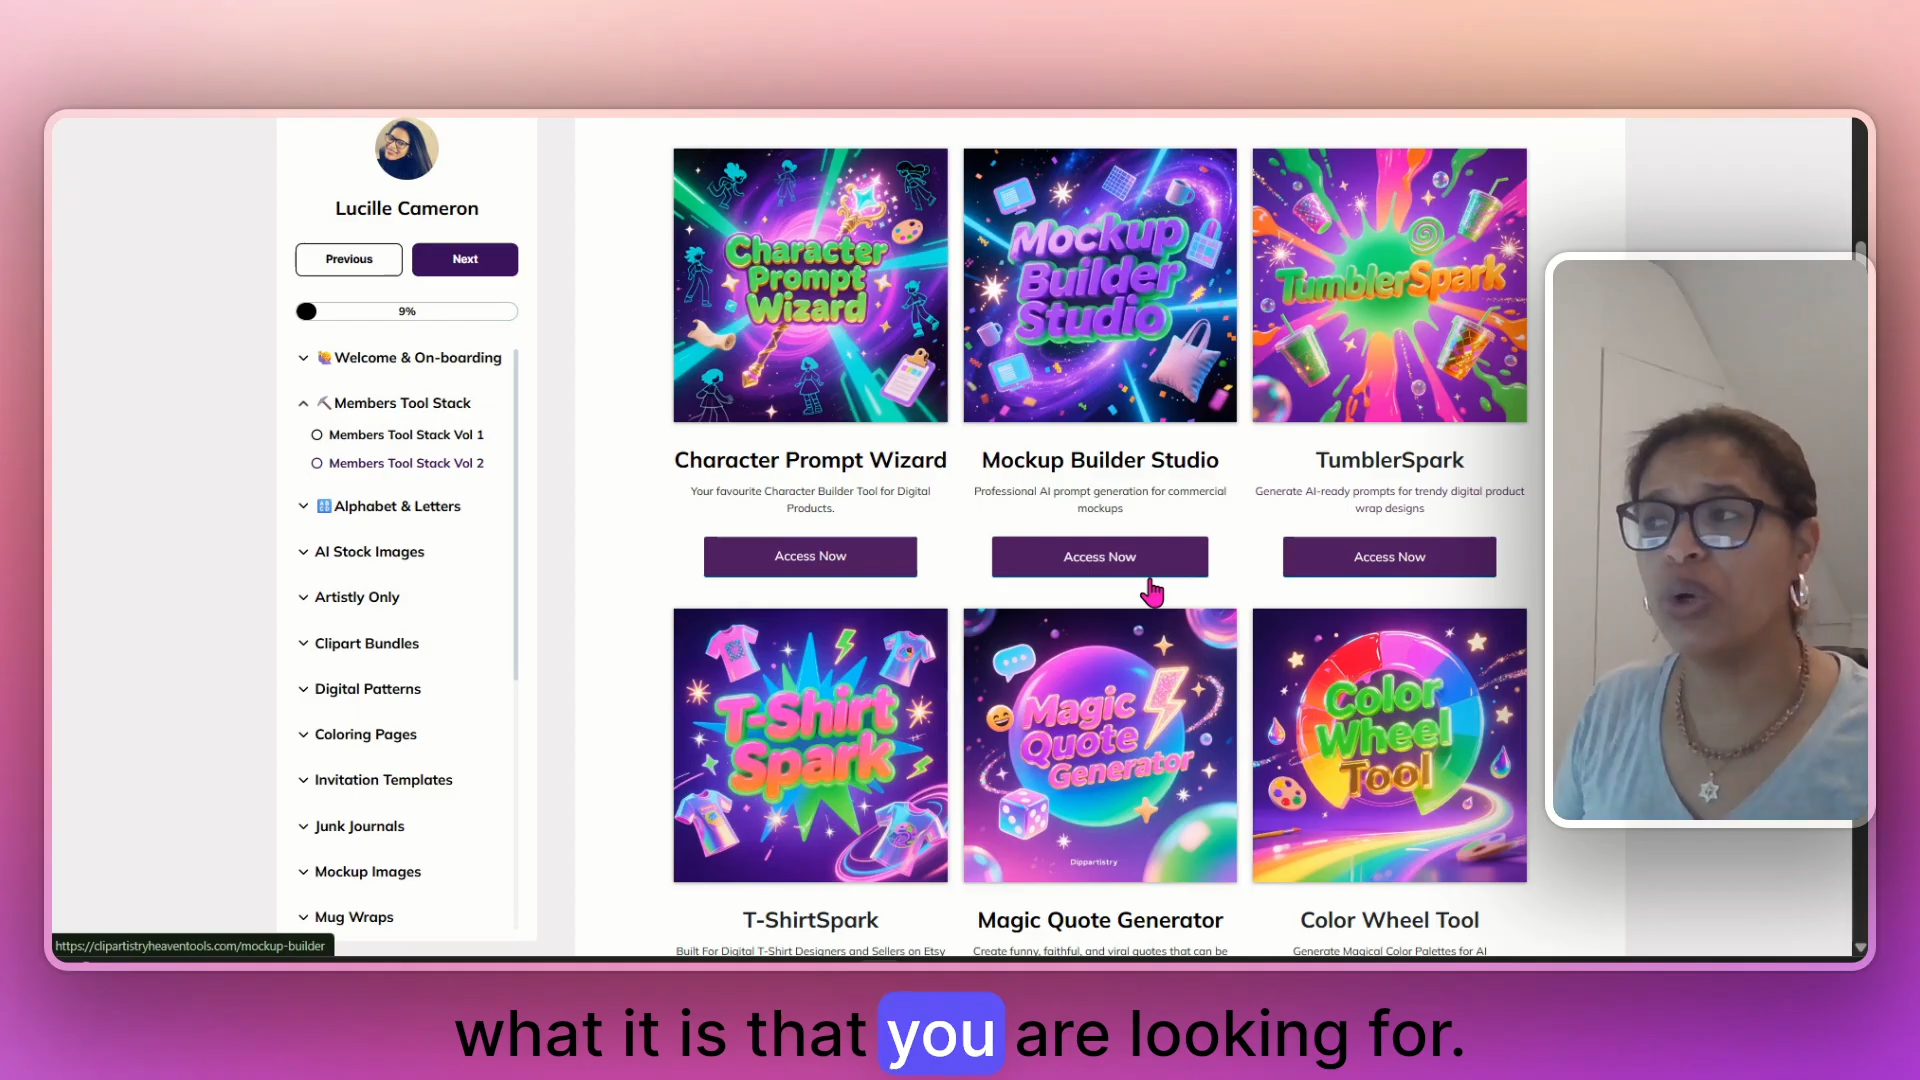 Lucille Cameron
Previous
Next
9%
Welcome & On-boarding
Members Tool Stack
Members Tool Stack Vol 1
Members Tool Stack Vol 2
Alphabet & Letters
AI Stock Images
Artistly Only
Clipart Bundles
Digital Patterns
Coloring Pages
Invitation Templates
Junk Journals
Mockup Images
Mug Wraps
https://clipartistryheaventools.com/mockup-builder
Character
Prompt
Wizard
Character Prompt Wizard
Your favourite Character Builder Tool for Digital
Products.
Access Now
Mockup
Builder
Studio
Mockup Builder Studio
Professional AI prompt generation for commercial
mockups
Access Now
TumblerSpark
TumblerSpark
Generate AI-ready prompts for trendy digital product
wrap designs
Access Now
T-Shirt
Spark
T-ShirtSpark
Built For Digital T-Shirt Designers and Sellers on Etsy
Magic
Quote
Generator
Dippartistry
Magic Quote Generator
Create funny, faithful, and viral quotes that can be
Color
Wheel
Tool
Color Wheel Tool
Generate Magical Color Palettes for AI
what it is that you are looking for.